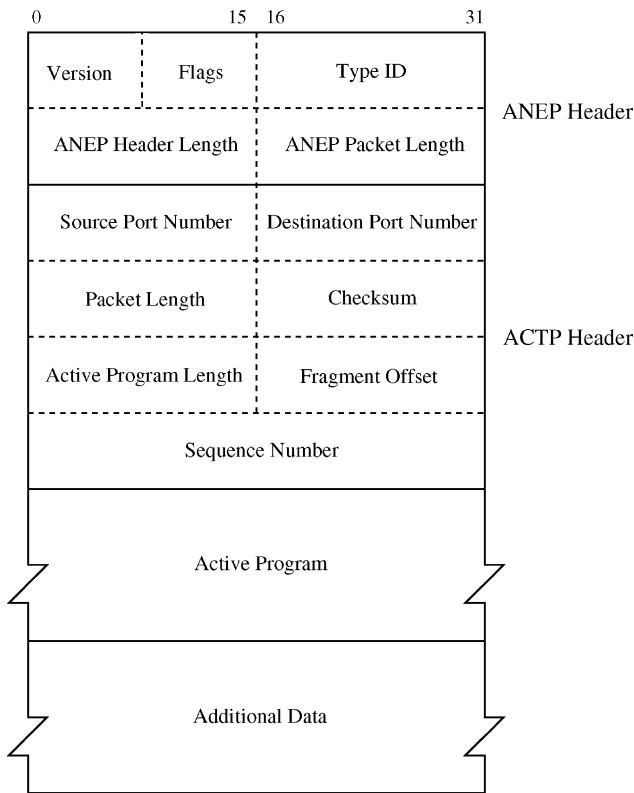 0 15 16 31
Version Flags Type ID
ANEP Header
ANEP Header Length ANEP Packet Length
Source Port Number Destination Port Number
Packet Length Checksum
ACTP Header
Active Program Length Fragment Offset
Sequence Number
Active Program
Additional Data